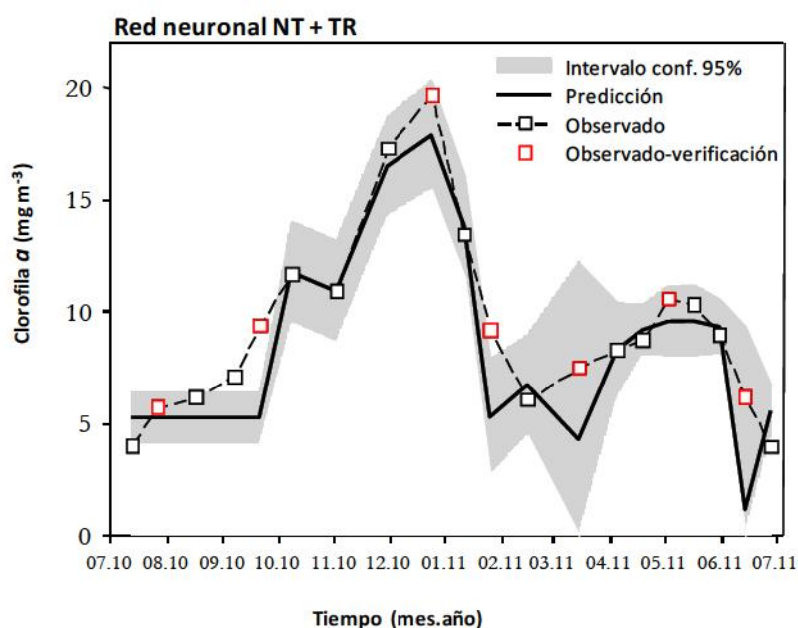 Red neuronal NT + TR
Intervalo conf. 95%
Predicción
Observado
Observado-verificación
Clorofila a (mg m-3)
20
15
10
5
0
07.10 08.10 09.10 10.10 11.10 12.10 01.11 02.11 03.11 04.11 05.11 06.11 07.11
Tiempo (mes.año)